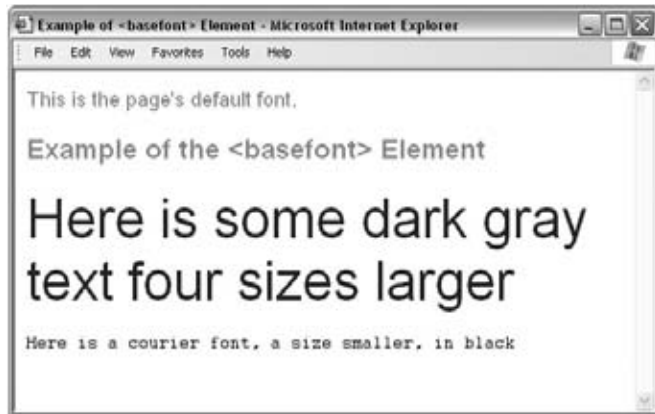 Example of <basefont> Element - Microsoft Internet Explorer
File Edit View Favorites Tools Help
This is the page's default font.
Example of the <basefont> Element
Here is some dark gray
text four sizes larger
Here is a courier font, a size smaller, in black